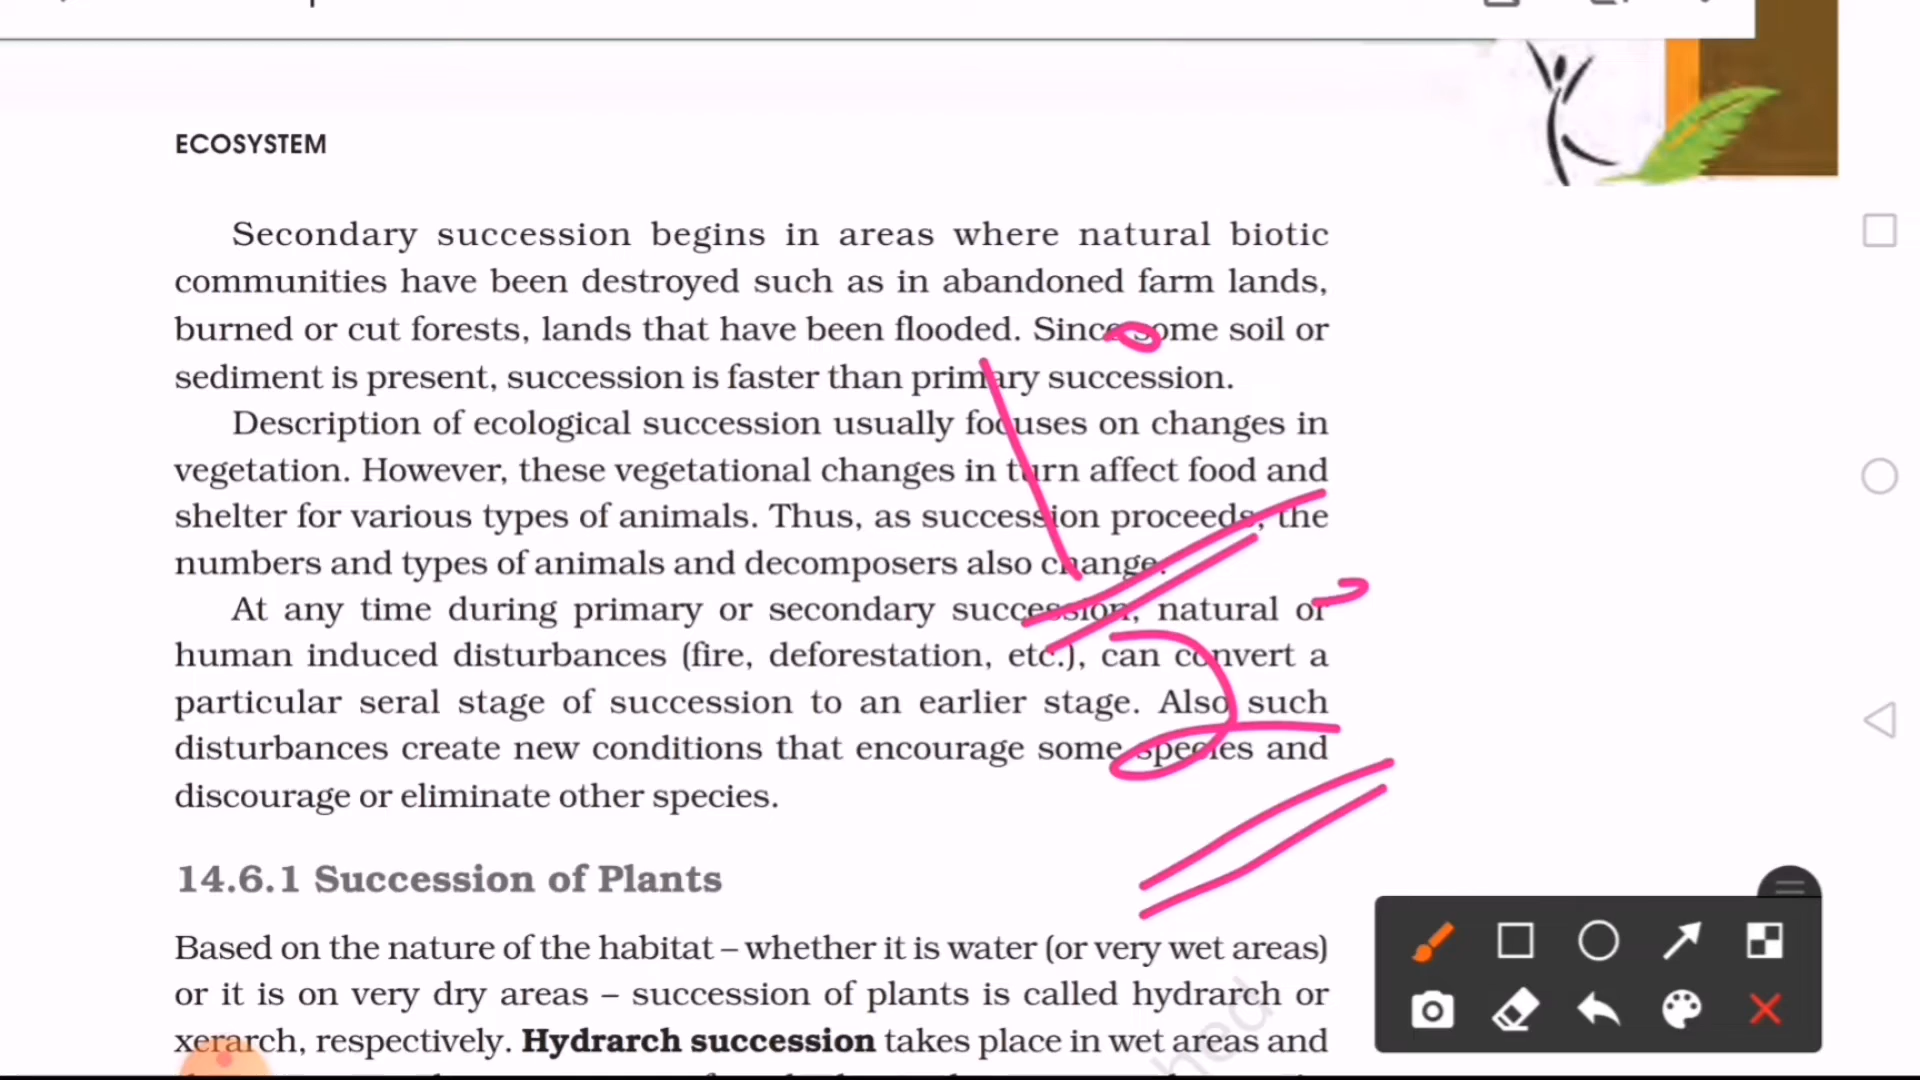 ECOSYSTEM
Secondary succession begins in areas where natural biotic
communities have been destroyed such as in abandoned farm lands,
burned or cut forests, lands that have been flooded. Since some soil or
sediment is present, succession is faster than primary succession.
Description of ecological succession usually focuses on changes in
vegetation. However, these vegetational changes in turn affect food and
shelter for various types of animals. Thus, as succession proceeds, the
numbers and types of animals and decomposers also change.
At any time during primary or secondary succession, natural or
human induced disturbances (fire, deforestation, etc.), can convert a
particular seral stage of succession to an earlier stage. Also such
disturbances create new conditions that encourage some species and
discourage or eliminate other species.
14.6.1 Succession of Plants
Based on the nature of the habitat – whether it is water (or very wet areas)
or it is on very dry areas – succession of plants is called hydrarch or
xerarch, respectively. Hydrarch succession takes place in wet areas and
hed